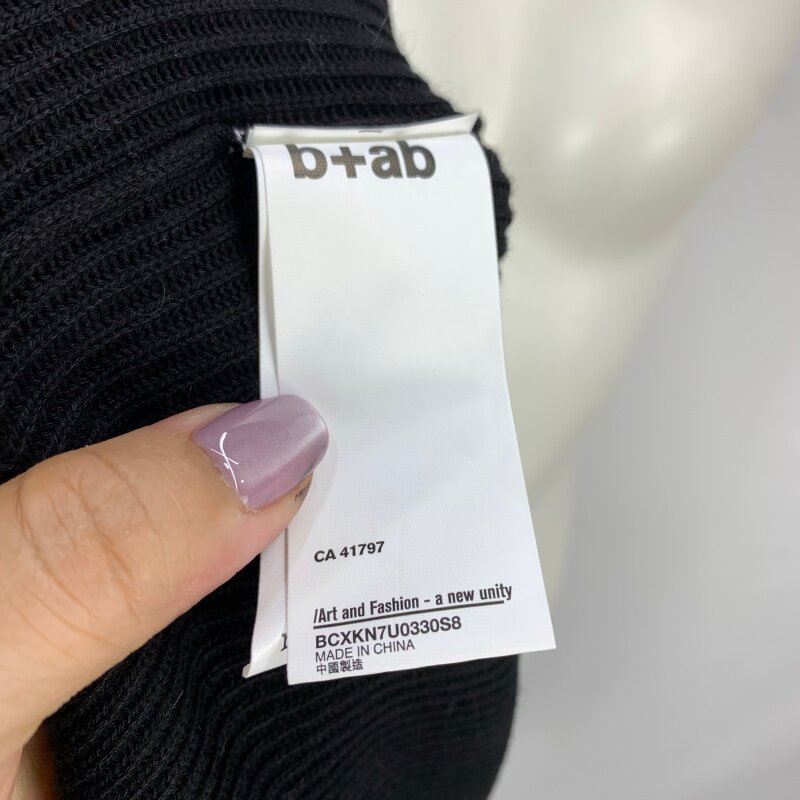 b+ab
CA 41797
/Art and Fashion - a new unity
BCXKN7U0330S8
MADE IN CHINA
中國製造